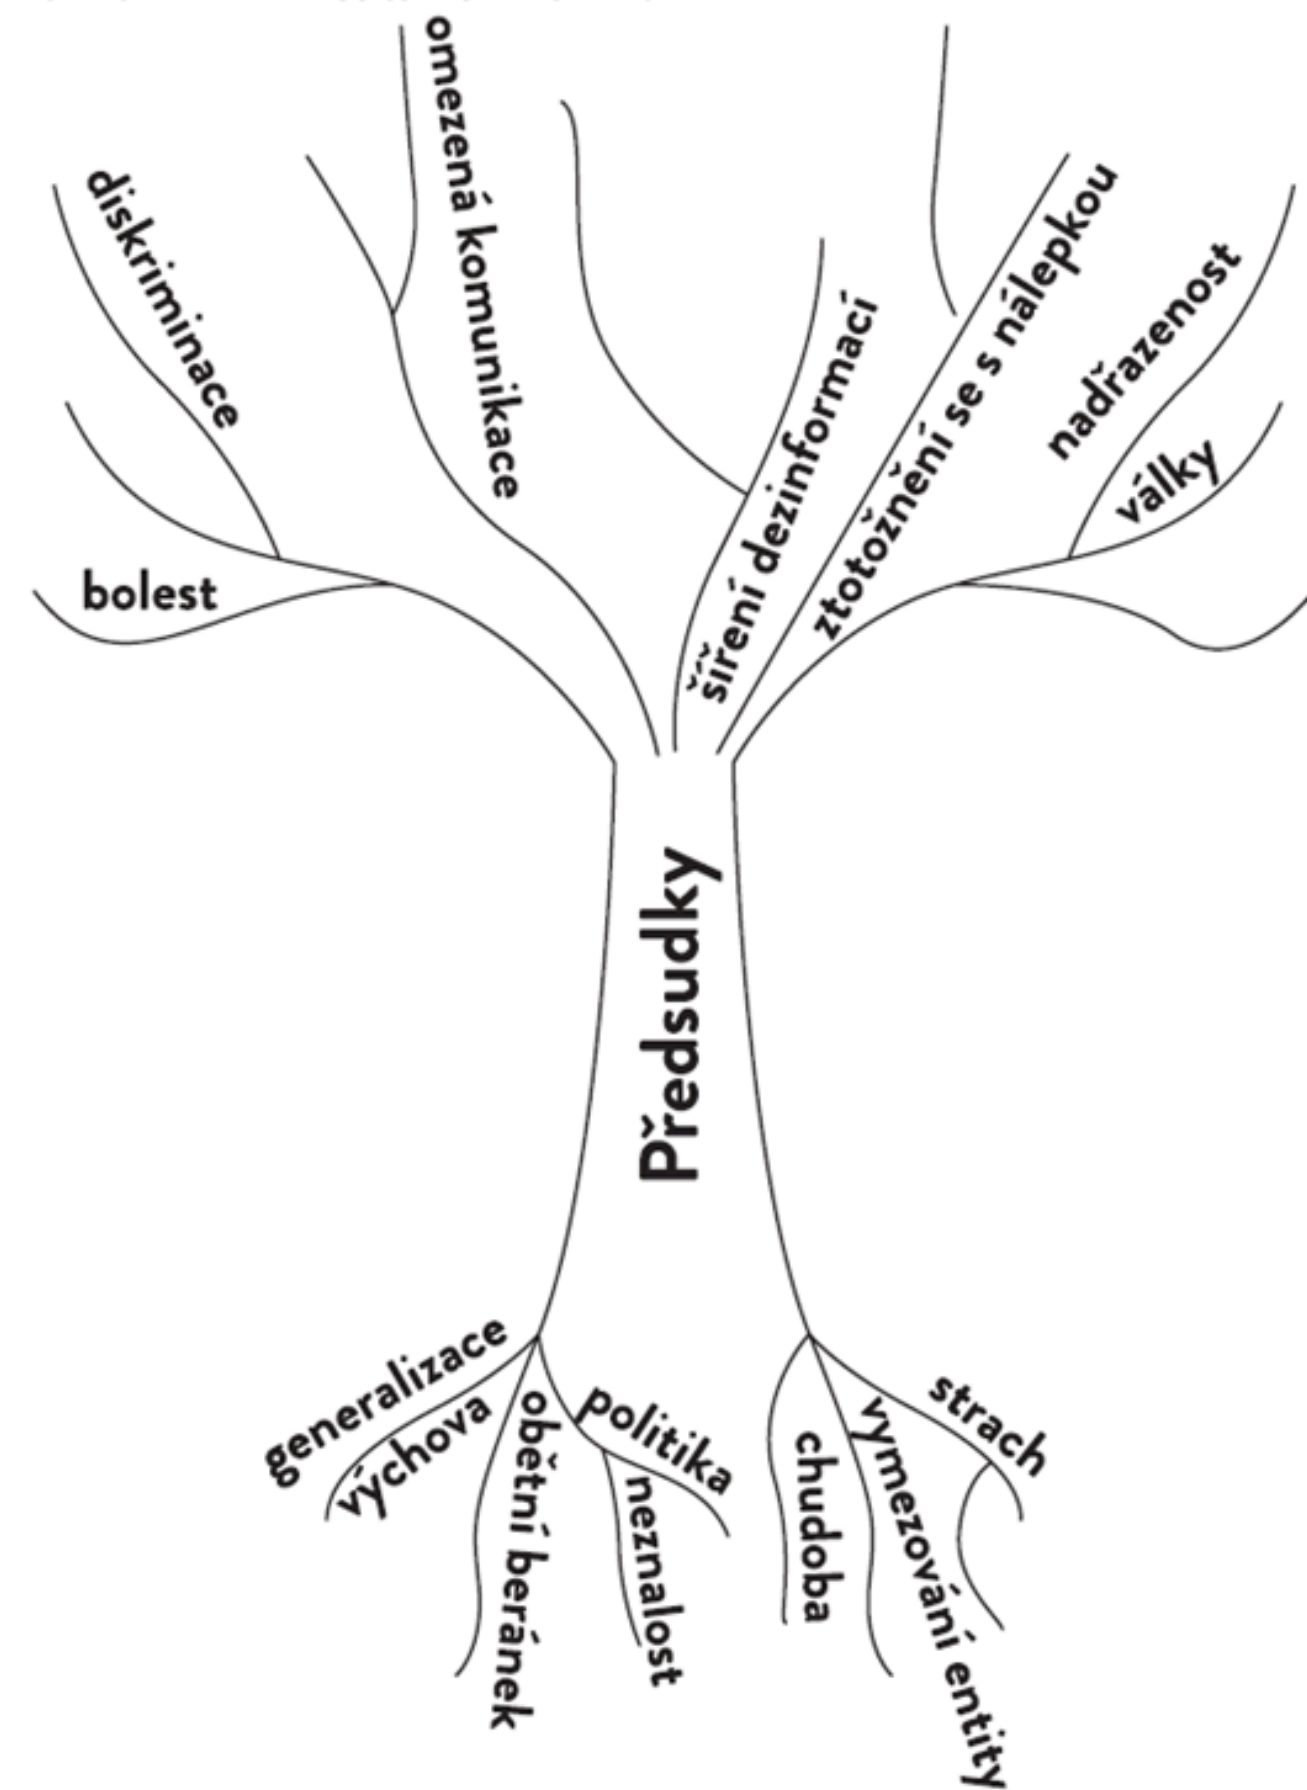 omezená komunikace
diskriminace
bolest
šíření dezinformací
ztotožnění se s nálepkou
nadřazenost
války
Předsudky
generalizace
výchova
obětní beránek
politika
neznalost
chudoba
vymezování entity
strach